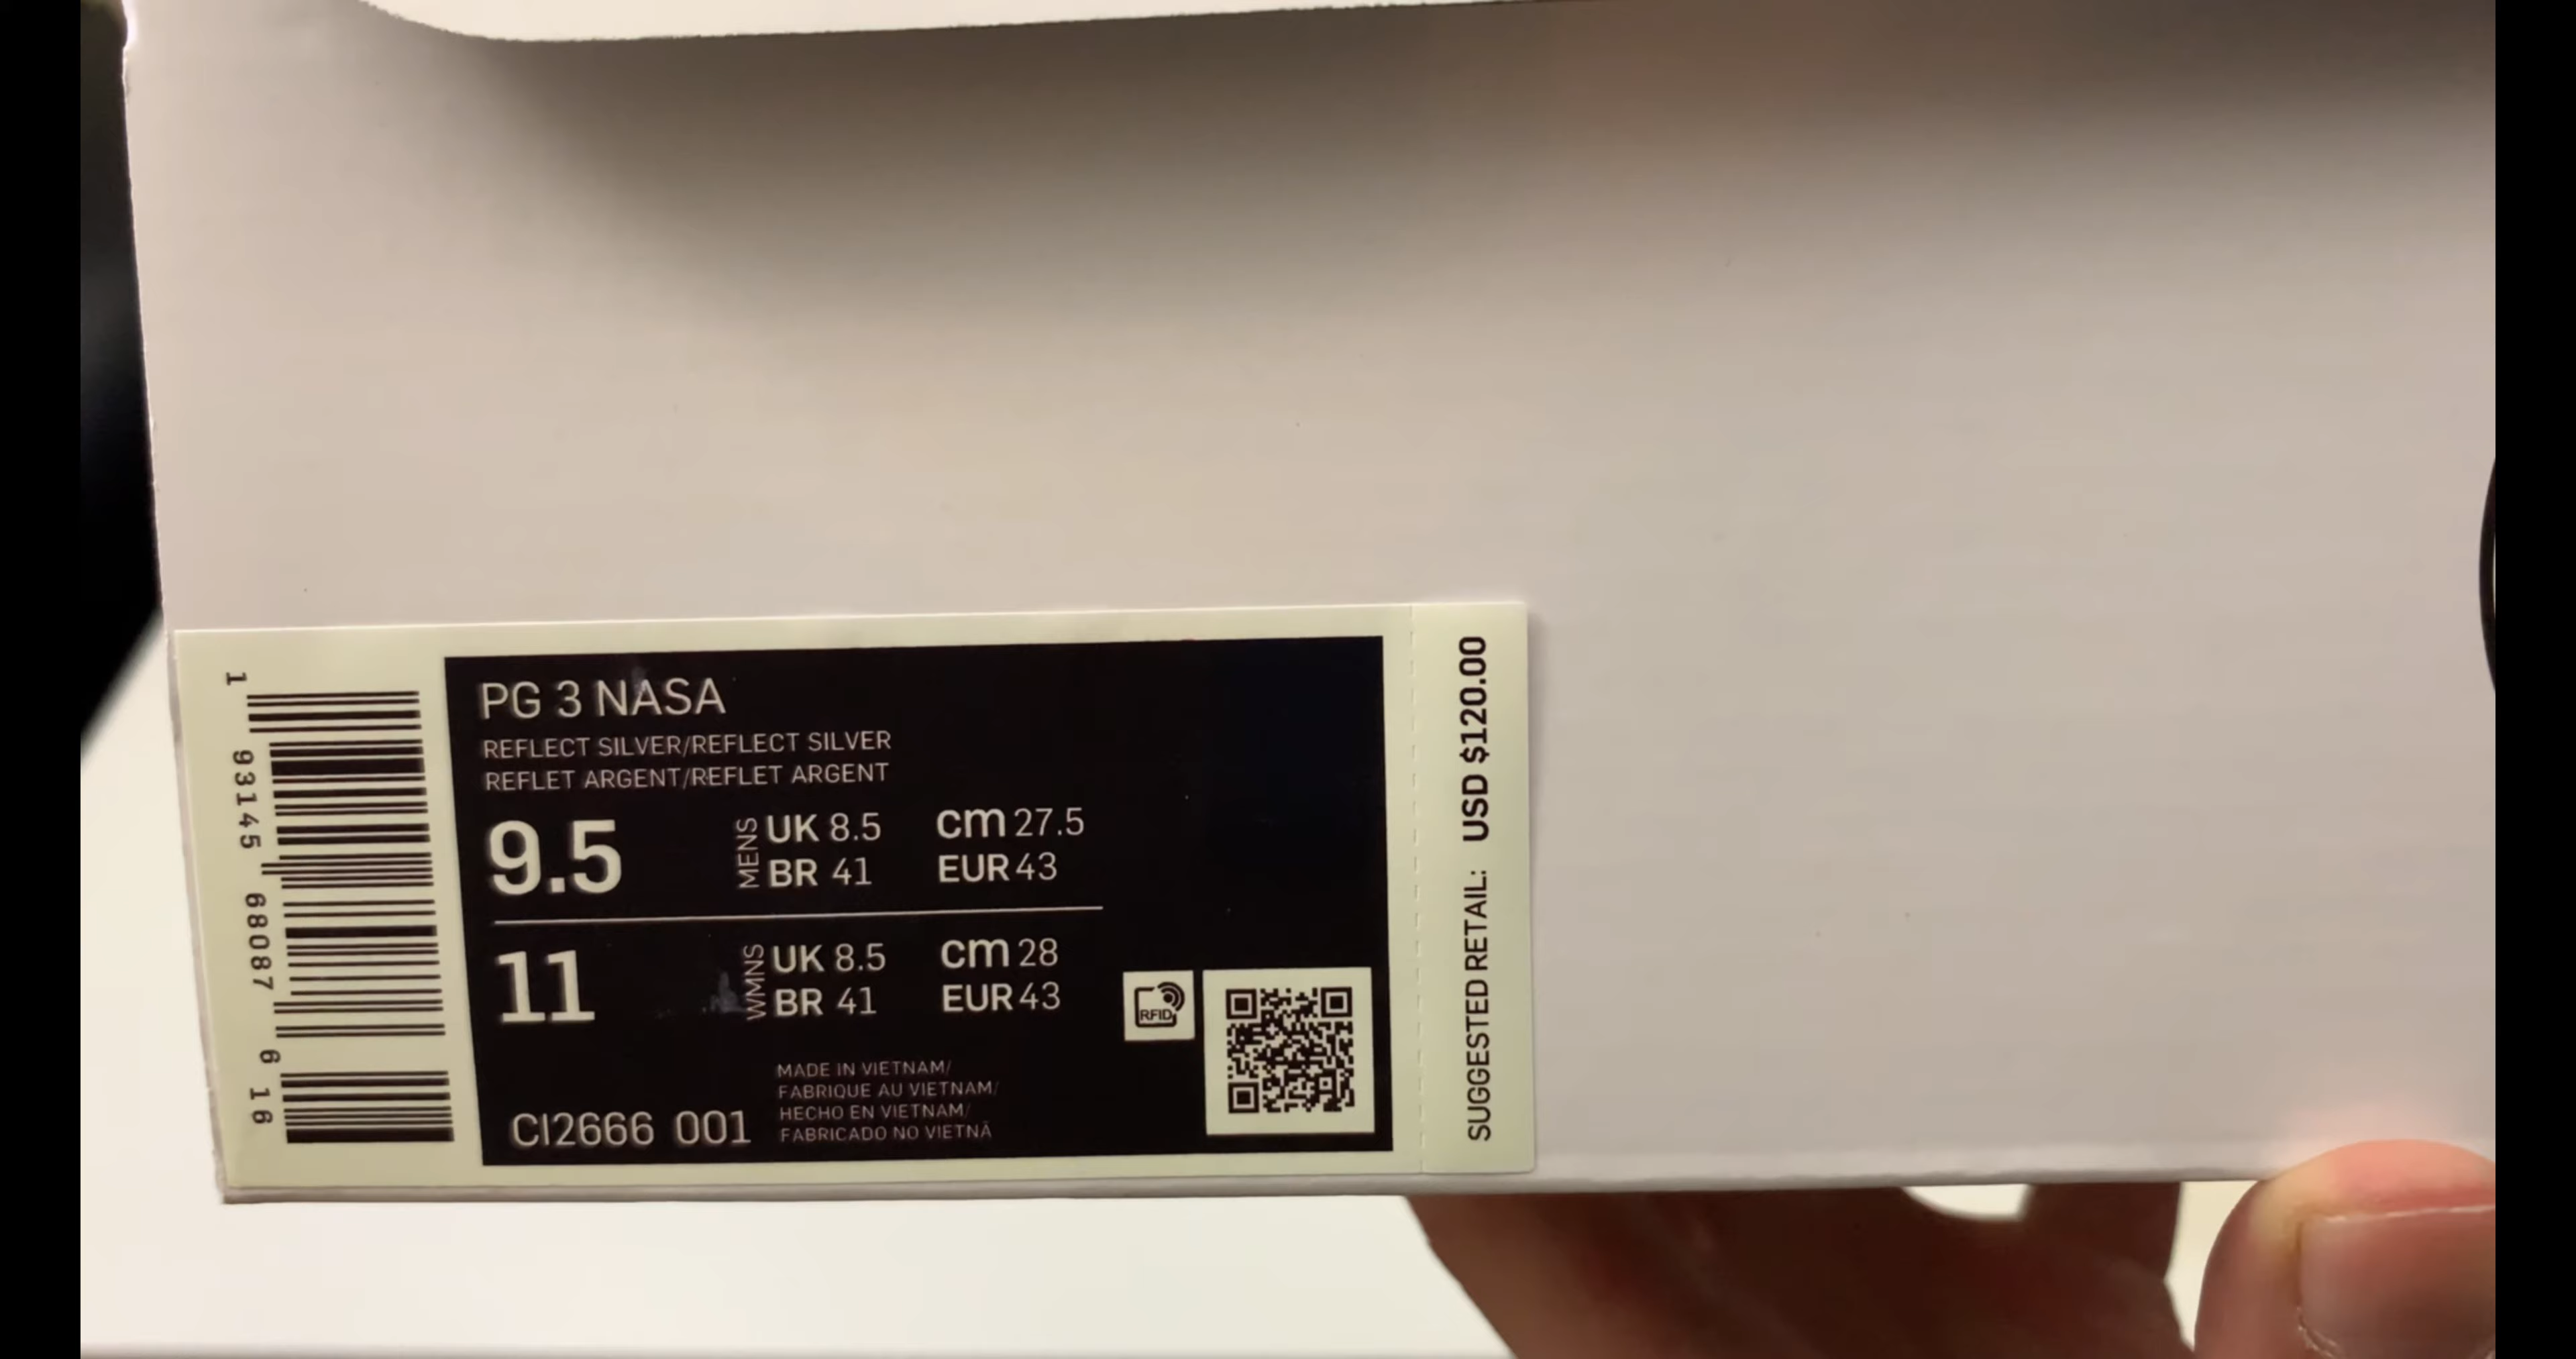 1 93145 68087 6 16
PG 3 NASA
REFLECT SILVER/REFLECT SILVER
REFLET ARGENT/REFLET ARGENT
9.5
MENS
UK 8.5 cm 27.5
BR 41 EUR 43
11
WMNS
UK 8.5 cm 28
BR 41 EUR 43
CI2666 001
MADE IN VIETNAM/
FABRIQUE AU VIETNAM/
HECHO EN VIETNAM/
FABRICADO NO VIETNÃ
RFID
SUGGESTED RETAIL: USD $120.00